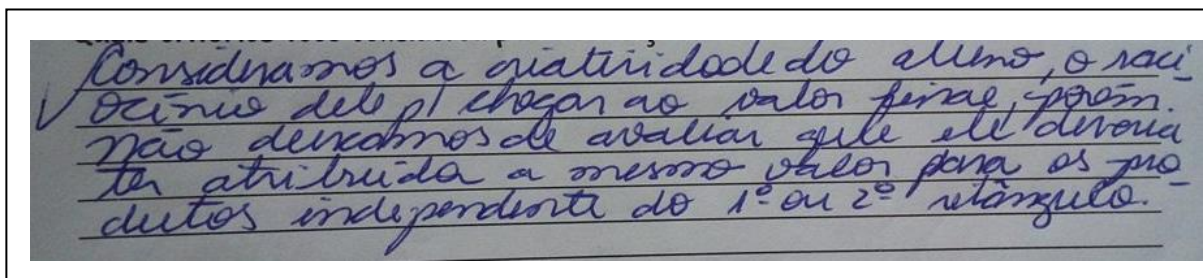 Consideramos a criatividade do aluno, o raci-
ocínio dele p/ chegar ao valor final, porém
não deixamos de avaliar que ele deveria
ter atribuído o mesmo valor para os pro-
dutos independente do 1º ou 2º retângulo.